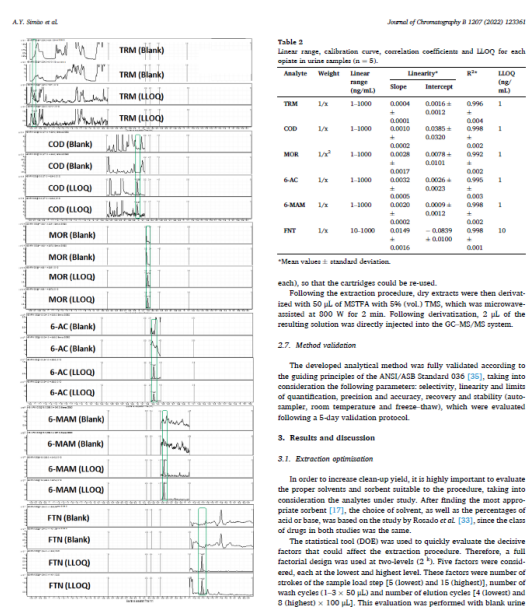 A.Y. Simão et al.
Journal of Chromatography B 1207 (2022) 123361
TRM (Blank)
TRM (Blank)
TRM (LLOQ)
TRM (LLOQ)
COD (Blank)
COD (Blank)
COD (LLOQ)
COD (LLOQ)
MOR (Blank)
MOR (Blank)
MOR (LLOQ)
MOR (LLOQ)
6-AC (Blank)
6-AC (Blank)
6-AC (LLOQ)
6-AC (LLOQ)
6-MAM (Blank)
6-MAM (Blank)
6-MAM (LLOQ)
6-MAM (LLOQ)
FTN (Blank)
FTN (Blank)
FTN (LLOQ)
FTN (LLOQ)
Table 2
Linear range, calibration curve, correlation coefficients and LLOQ for each
opiate in urine samples (n = 5).
Analyte Weight Linear range (ng/mL) Linearity* R²* LLOQ (ng/mL)
Slope Intercept
TRM 1/x 1–1000 0.0004 ± 0.0001 0.0016 ± 0.0012 0.996 ± 0.004 1
COD 1/x 1–1000 0.0010 ± 0.0002 0.0385 ± 0.0320 0.998 ± 0.002 1
MOR 1/x² 1–1000 0.0028 ± 0.0017 0.0078 ± 0.0101 0.992 ± 0.002 1
6-AC 1/x 1–1000 0.0032 ± 0.0005 0.0026 ± 0.0023 0.995 ± 0.003 1
6-MAM 1/x 1–1000 0.0020 ± 0.0002 0.0009 ± 0.0012 0.998 ± 0.002 1
FNT 1/x 10–1000 0.0149 ± 0.0016 − 0.0839 ± 0.0100 0.998 ± 0.001 10
*Mean values ± standard deviation.
each), so that the cartridges could be re-used.
Following the extraction procedure, dry extracts were then derivat-
ized with 50 μL of MSTFA with 5% (vol.) TMS, which was microwave-
assisted at 800 W for 2 min. Following derivatization, 2 μL of the
resulting solution was directly injected into the GC–MS/MS system.
2.7. Method validation
The developed analytical method was fully validated according to
the guiding principles of the ANSI/ASB Standard 036 [35], taking into
consideration the following parameters: selectivity, linearity and limits
of quantification, precision and accuracy, recovery and stability (auto-
sampler, room temperature and freeze-thaw), which were evaluated
following a 5-day validation protocol.
3. Results and discussion
3.1. Extraction optimisation
In order to increase clean-up yield, it is highly important to evaluate
the proper solvents and sorbent suitable to the procedure, taking into
consideration the analytes under study. After finding the most appro-
priate sorbent [17], the choice of solvent, as well as the percentages of
acid or base, was based on the study by Rosado et al. [33], since the class
of drugs in both studies was the same.
The statistical tool (DOE) was used to quickly evaluate the decisive
factors that could affect the extraction procedure. Therefore, a full
factorial design was used at two-levels (2 ᵏ). Five factors were consid-
ered, each at the lowest and highest level. These factors were number of
strokes of the sample load step [5 (lowest) and 15 (highest)], number of
wash cycles (1–3 × 50 μL) and number of elution cycles [4 (lowest) and
8 (highest) × 100 μL]. This evaluation was performed with blank urine